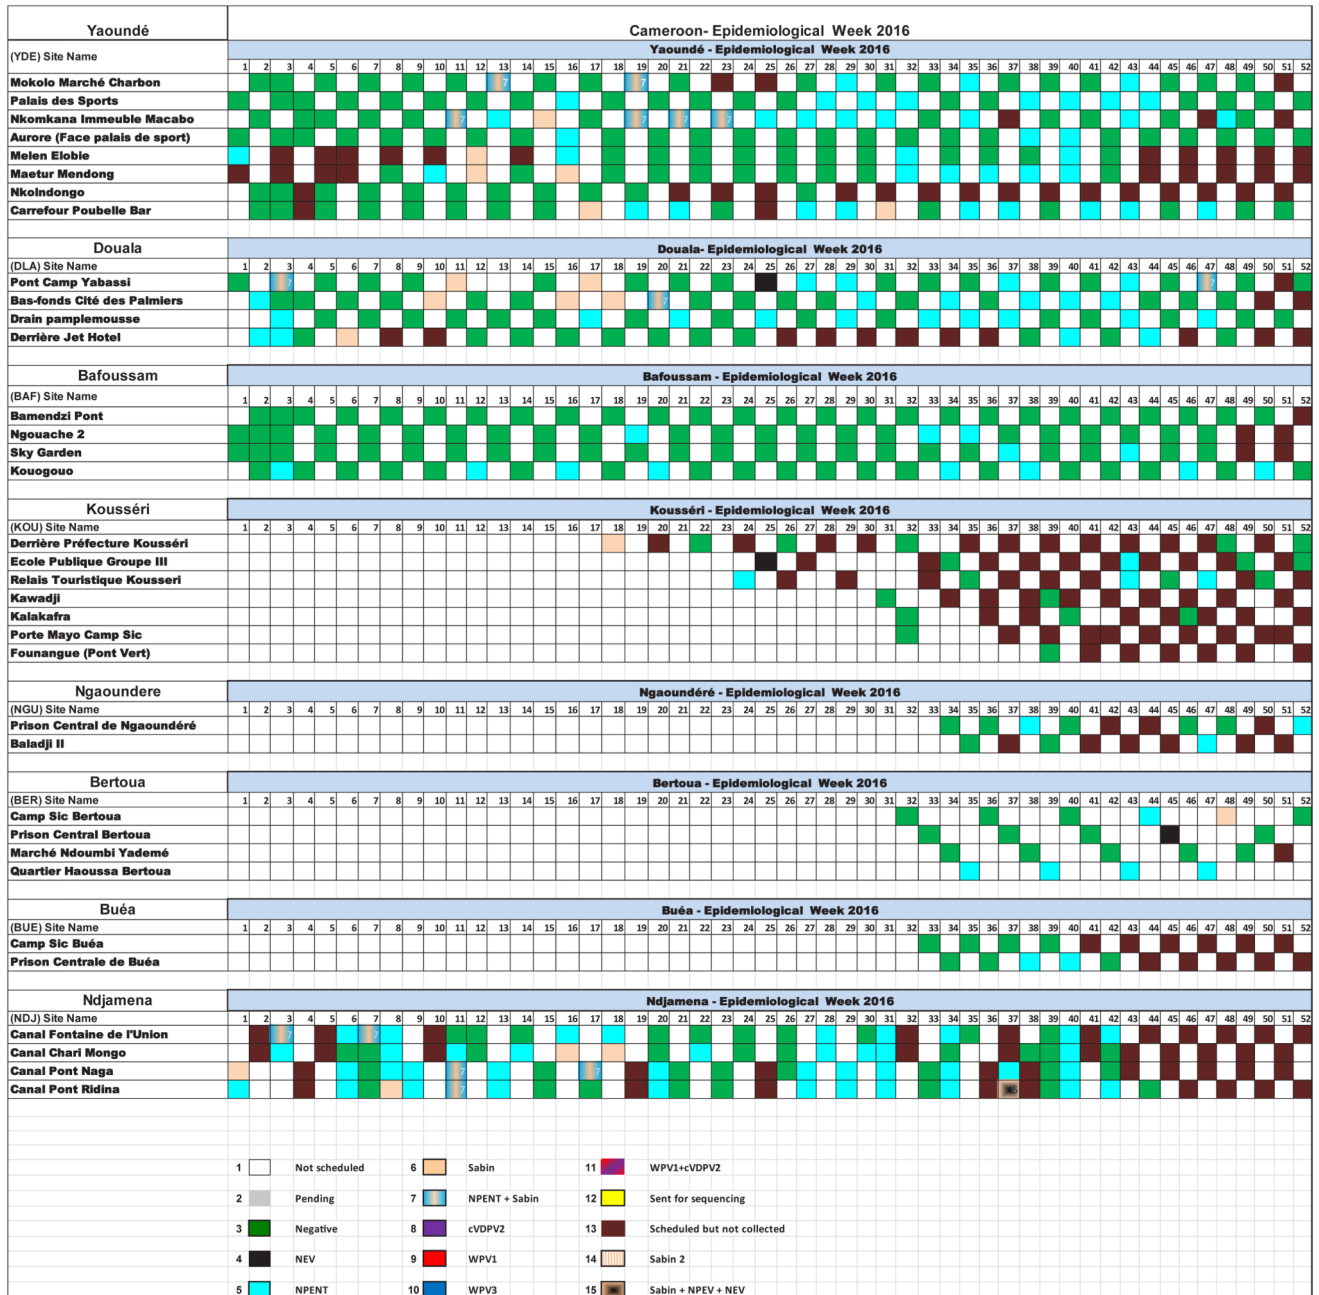 Yaoundé Cameroon- Epidemiological Week 2016
(YDE) Site Name Yaoundé - Epidemiological Week 2016
1 2 3 4 5 6 7 8 9 10 11 12 13 14 15 16 17 18 19 20 21 22 23 24 25 26 27 28 29 30 31 32 33 34 35 36 37 38 39 40 41 42 43 44 45 46 47 48 49 50 51 52
Mokolo Marché Charbon 7 7
Palais des Sports
Nkomkana Immeuble Macabo 7 7 7 7
Aurore (Face palais de sport)
Melen Elobie
Maetur Mendong
Nkolndongo
Carrefour Poubelle Bar
Douala Douala- Epidemiological Week 2016
(DLA) Site Name 1 2 3 4 5 6 7 8 9 10 11 12 13 14 15 16 17 18 19 20 21 22 23 24 25 26 27 28 29 30 31 32 33 34 35 36 37 38 39 40 41 42 43 44 45 46 47 48 49 50 51 52
Pont Camp Yabassi 7 7
Bas-fonds Cité des Palmiers 7
Drain pamplemousse
Derrière Jet Hotel
Bafoussam Bafoussam - Epidemiological Week 2016
(BAF) Site Name 1 2 3 4 5 6 7 8 9 10 11 12 13 14 15 16 17 18 19 20 21 22 23 24 25 26 27 28 29 30 31 32 33 34 35 36 37 38 39 40 41 42 43 44 45 46 47 48 49 50 51 52
Bamendzi Pont
Ngouache 2
Sky Garden
Kouogouo
Kousséri Kousséri - Epidemiological Week 2016
(KOU) Site Name 1 2 3 4 5 6 7 8 9 10 11 12 13 14 15 16 17 18 19 20 21 22 23 24 25 26 27 28 29 30 31 32 33 34 35 36 37 38 39 40 41 42 43 44 45 46 47 48 49 50 51 52
Derrière Préfecture Kousséri
Ecole Publique Groupe III
Relais Touristique Kousseri
Kawadji
Kalakafra
Porte Mayo Camp Sic
Founangue (Pont Vert)
Ngaoundere Ngaoundéré - Epidemiological Week 2016
(NGU) Site Name 1 2 3 4 5 6 7 8 9 10 11 12 13 14 15 16 17 18 19 20 21 22 23 24 25 26 27 28 29 30 31 32 33 34 35 36 37 38 39 40 41 42 43 44 45 46 47 48 49 50 51 52
Prison Central de Ngaoundéré
Baladji II
Bertoua Bertoua - Epidemiological Week 2016
(BER) Site Name 1 2 3 4 5 6 7 8 9 10 11 12 13 14 15 16 17 18 19 20 21 22 23 24 25 26 27 28 29 30 31 32 33 34 35 36 37 38 39 40 41 42 43 44 45 46 47 48 49 50 51 52
Camp Sic Bertoua
Prison Central Bertoua
Marché Ndoumbi Yademé
Quartier Haoussa Bertoua
Buéa Buéa - Epidemiological Week 2016
(BUE) Site Name 1 2 3 4 5 6 7 8 9 10 11 12 13 14 15 16 17 18 19 20 21 22 23 24 25 26 27 28 29 30 31 32 33 34 35 36 37 38 39 40 41 42 43 44 45 46 47 48 49 50 51 52
Camp Sic Buéa
Prison Centrale de Buéa
Ndjamena Ndjamena - Epidemiological Week 2016
(NDJ) Site Name 1 2 3 4 5 6 7 8 9 10 11 12 13 14 15 16 17 18 19 20 21 22 23 24 25 26 27 28 29 30 31 32 33 34 35 36 37 38 39 40 41 42 43 44 45 46 47 48 49 50 51 52
Canal Fontaine de l'Union 7 7
Canal Chari Mongo
Canal Pont Naga 7 7
Canal Pont Ridina 7
1 Not scheduled 6 Sabin 11 WPV1+cVDPV2
2 Pending 7 NPENT + Sabin 12 Sent for sequencing
3 Negative 8 cVDPV2 13 Scheduled but not collected
4 NEV 9 WPV1 14 Sabin 2
5 NPENT 10 WPV3 15 Sabin + NPEV + NEV